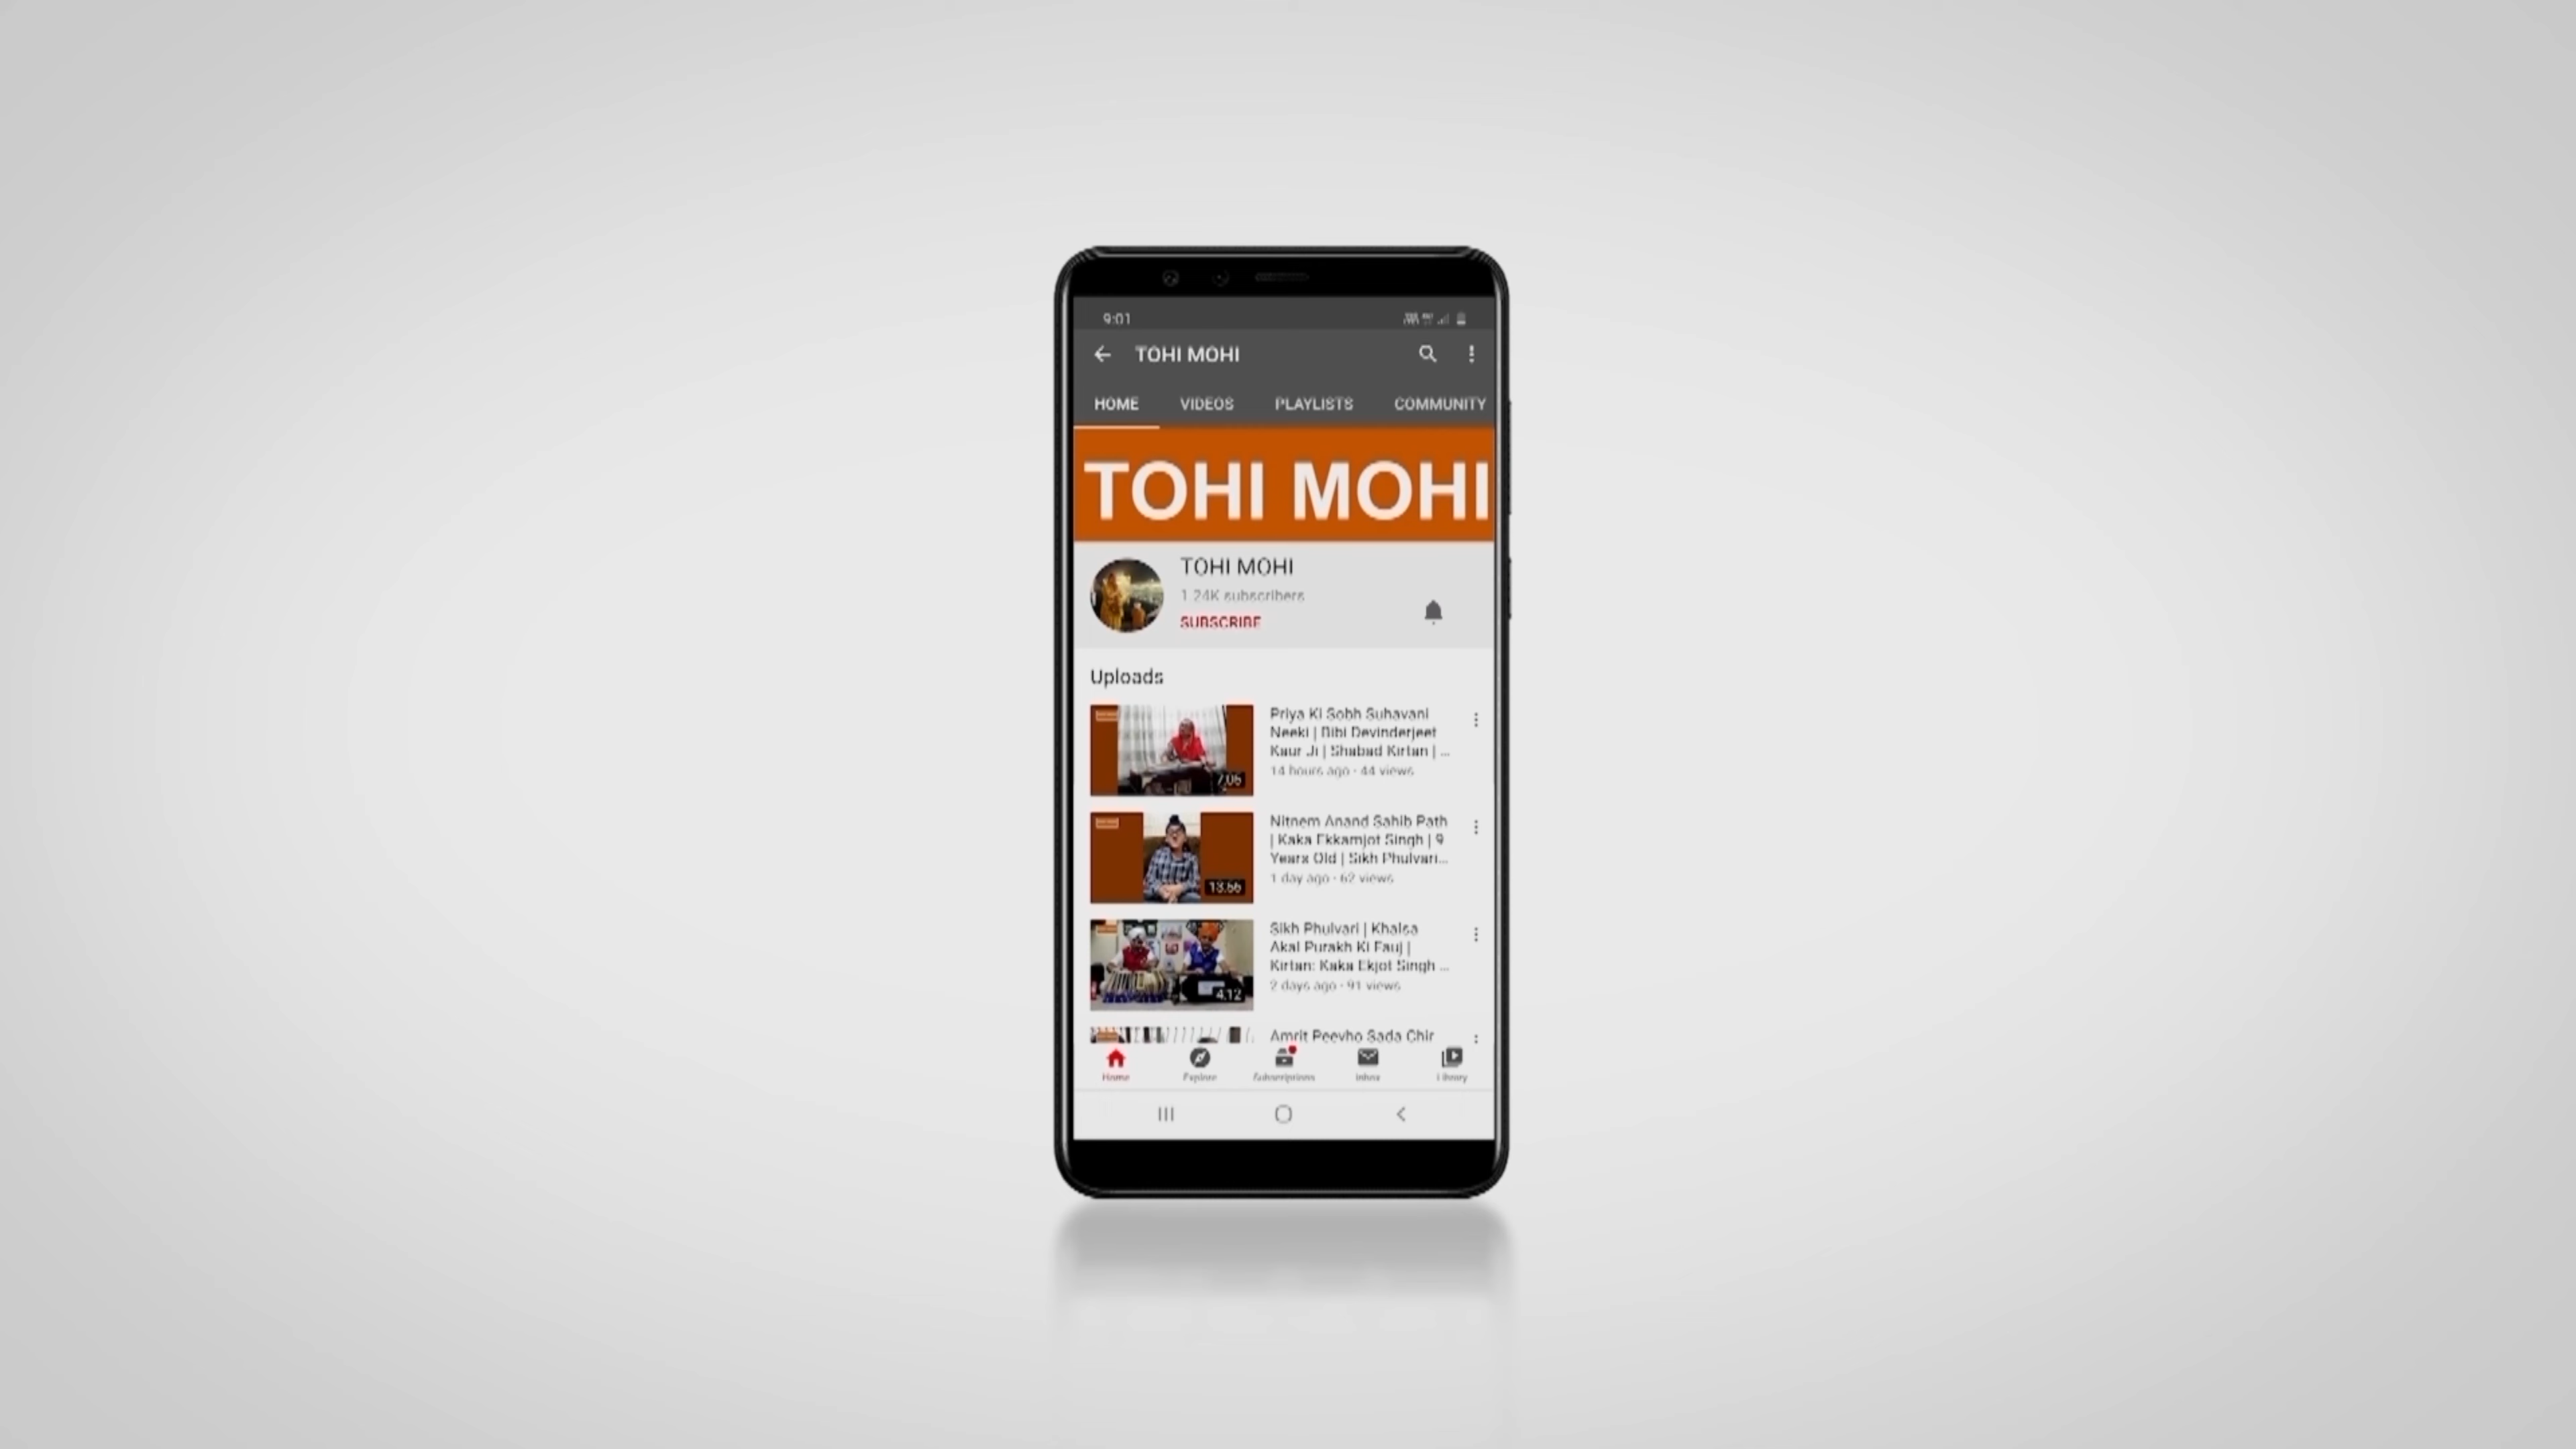 9:01
TOHI MOHI
HOME VIDEOS PLAYLISTS COMMUNITY
TOHI MOHI
TOHI MOHI
1.24K subscribers
SUBSCRIBE
Uploads
Priya Ki Sobh Suhavani
Neeki | Bibi Devinderjeet
Kaur Ji | Shabad Kirtan | ...
14 hours ago · 44 views
7:06
Nitnem Anand Sahib Path
| Kaka Ekkamjot Singh | 9
Years Old | Sikh Phulvari...
1 day ago · 62 views
13:56
Sikh Phulvari | Khalsa
Akal Purakh Ki Fauj |
Kirtan: Kaka Ekjot Singh ...
2 days ago · 91 views
4:12
Amrit Peevho Sada Chir
Home Explore Subscriptions Inbox Library